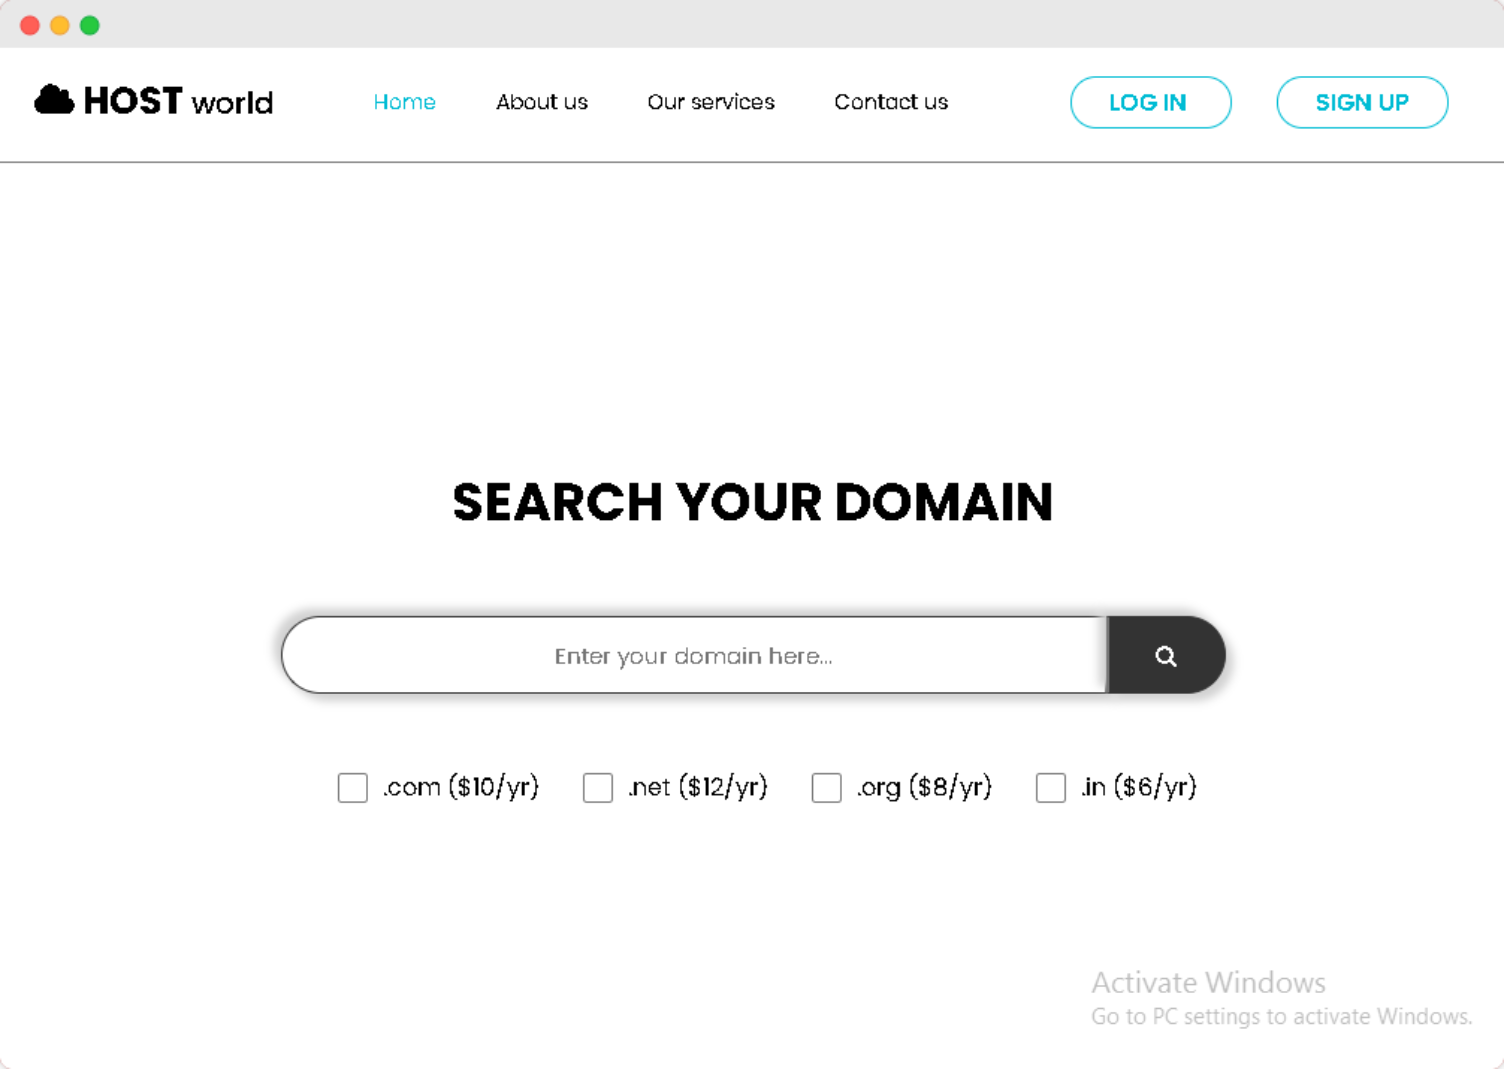 HOST world
Home About us Our services Contact us LOG IN SIGN UP
SEARCH YOUR DOMAIN
Enter your domain here...
.com ($10/yr) .net ($12/yr) .org ($8/yr) .in ($6/yr)
Activate Windows
Go to PC settings to activate Windows.